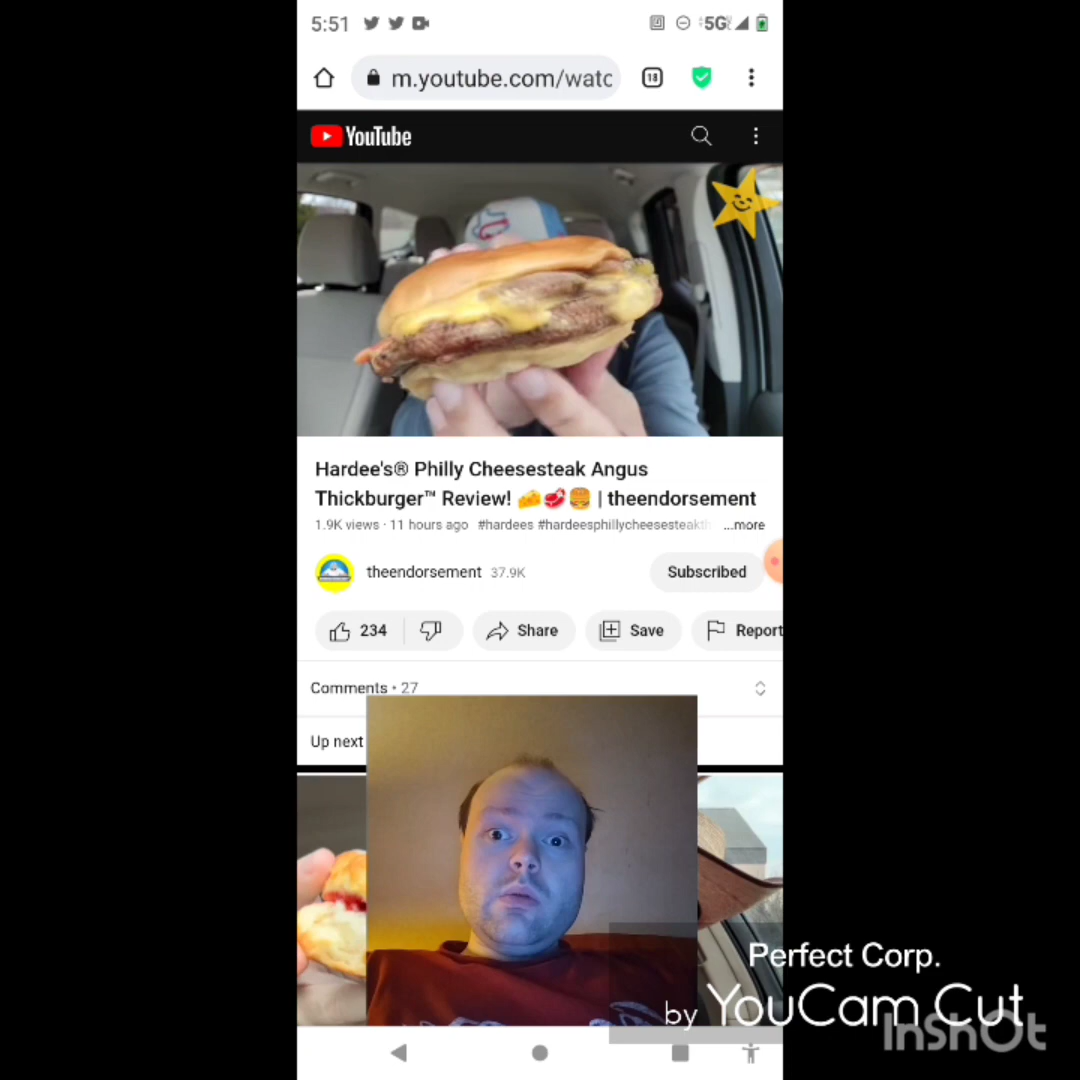 5:51
5G
m.youtube.com/watc
18
YouTube
Hardee's® Philly Cheesesteak Angus
Thickburger™ Review! 🧀🥩🍔 | theendorsement
1.9K views · 11 hours ago #hardees #hardeesphillycheesesteakth ...more
theendorsement 37.9K
Subscribed
234
Share
Save
Report
Comments • 27
Up next
Perfect Corp.
by YouCam Cut
InShOt